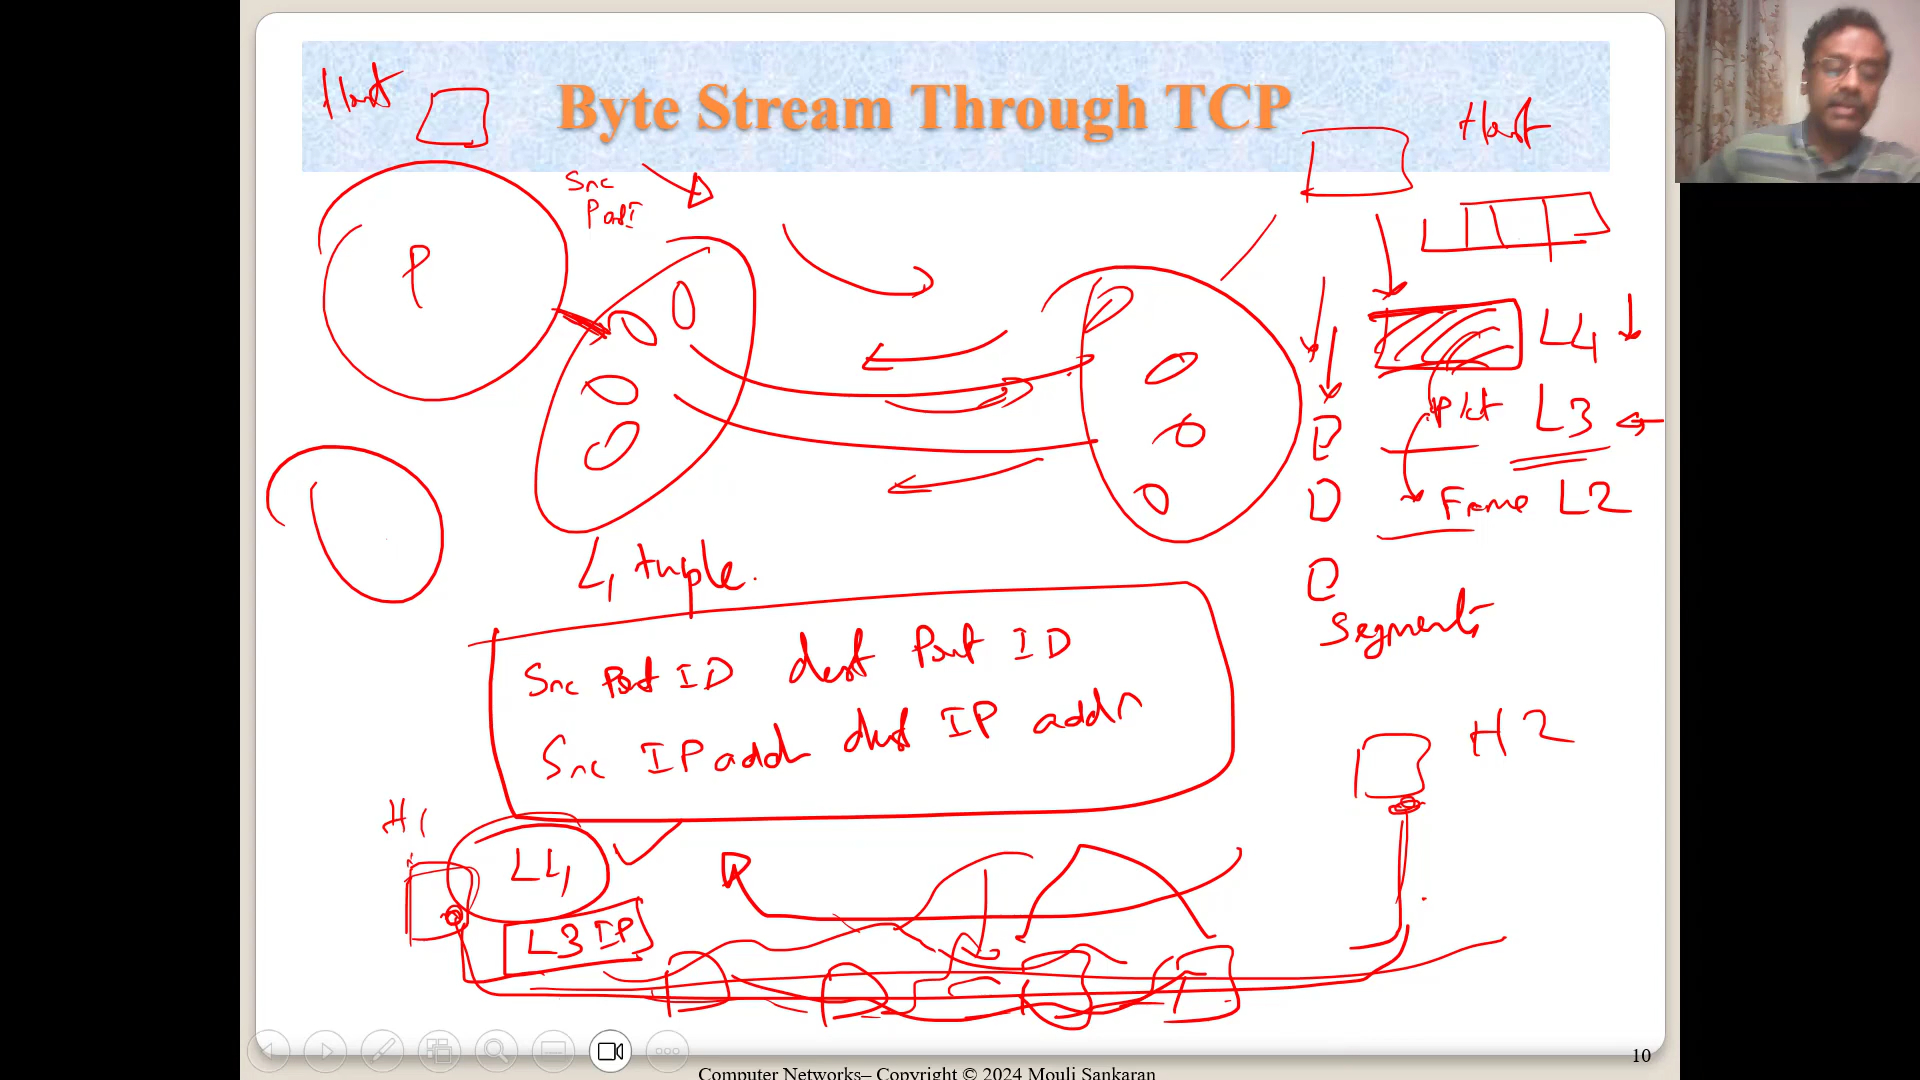 Host
Byte Stream Through TCP
Host
Src
Port
P
L4
Pkt L3
Frame L2
4 tuple.
Segments
Src Port ID dest Port ID
Src IP addr dest IP addr
H2
H1
L4
L3 IP
10
Computer Networks– Copyright © 2024 Mouli Sankaran